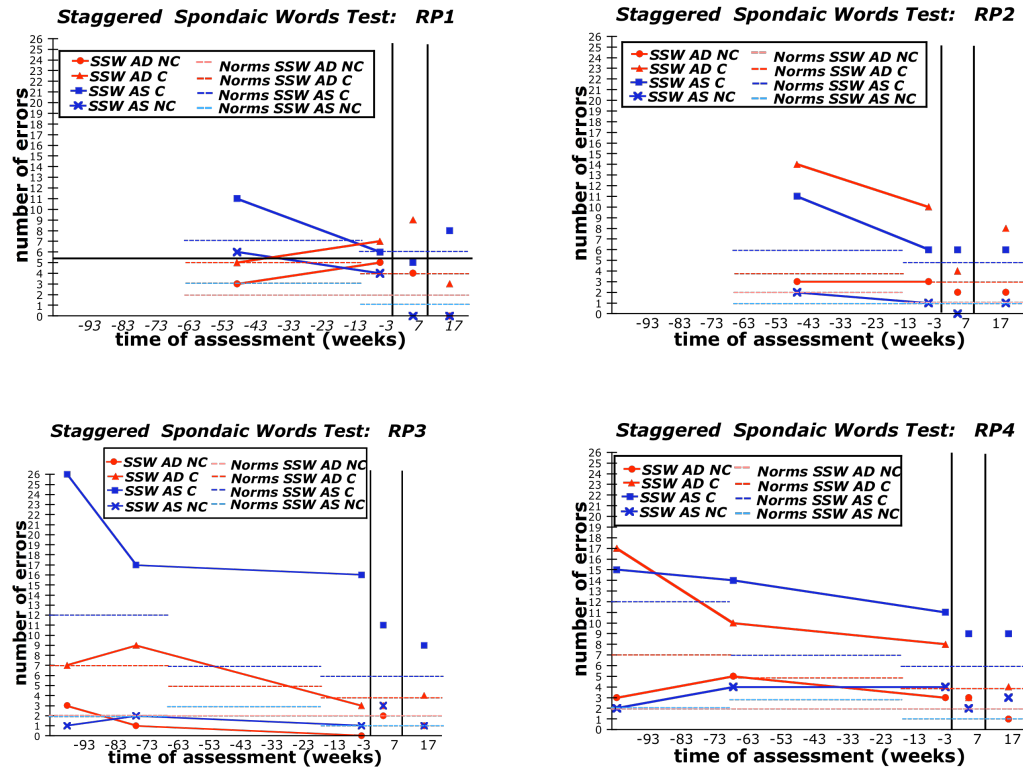 Staggered Spondaic Words Test: RP1
number of errors
26
25
24
23
22
21
20
19
18
17
16
15
14
13
12
11
10
9
8
7
6
5
4
3
2
1
0
SSW AD NC
SSW AD C
SSW AS C
SSW AS NC
Norms SSW AD NC
Norms SSW AD C
Norms SSW AS C
Norms SSW AS NC
-93 -83 -73 -63 -53 -43 -33 -23 -13 -3 7 17
time of assessment (weeks)
Staggered Spondaic Words Test: RP2
number of errors
26
25
24
23
22
21
20
19
18
17
16
15
14
13
12
11
10
9
8
7
6
5
4
3
2
1
0
SSW AD NC
SSW AD C
SSW AS C
SSW AS NC
Norms SSW AD NC
Norms SSW AD C
Norms SSW AS C
Norms SSW AS NC
-93 -83 -73 -63 -53 -43 -33 -23 -13 -3 7 17
time of assessment (weeks)
Staggered Spondaic Words Test: RP3
number of errors
26
25
24
23
22
21
20
19
18
17
16
15
14
13
12
11
10
9
8
7
6
5
4
3
2
1
0
SSW AD NC
SSW AD C
SSW AS C
SSW AS NC
Norms SSW AD NC
Norms SSW AD C
Norms SSW AS C
Norms SSW AS NC
-93 -83 -73 -63 -53 -43 -33 -23 -13 -3 7 17
time of assessment (weeks)
Staggered Spondaic Words Test: RP4
number of errors
26
25
24
23
22
21
20
19
18
17
16
15
14
13
12
11
10
9
8
7
6
5
4
3
2
1
0
SSW AD NC
SSW AD C
SSW AS C
SSW AS NC
Norms SSW AD NC
Norms SSW AD C
Norms SSW AS C
Norms SSW AS NC
-93 -83 -73 -63 -53 -43 -33 -23 -13 -3 7 17
time of assessment (weeks)